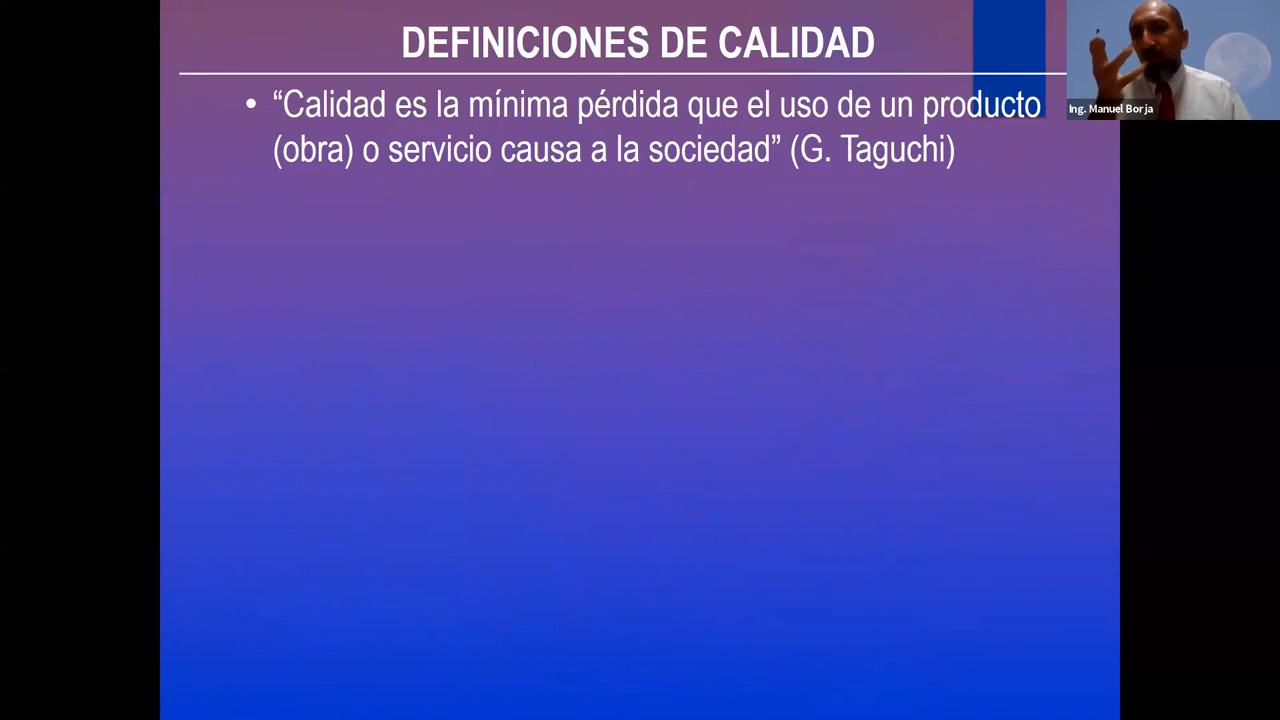 DEFINICIONES DE CALIDAD
• “Calidad es la mínima pérdida que el uso de un producto
(obra) o servicio causa a la sociedad” (G. Taguchi)
Ing. Manuel Borja